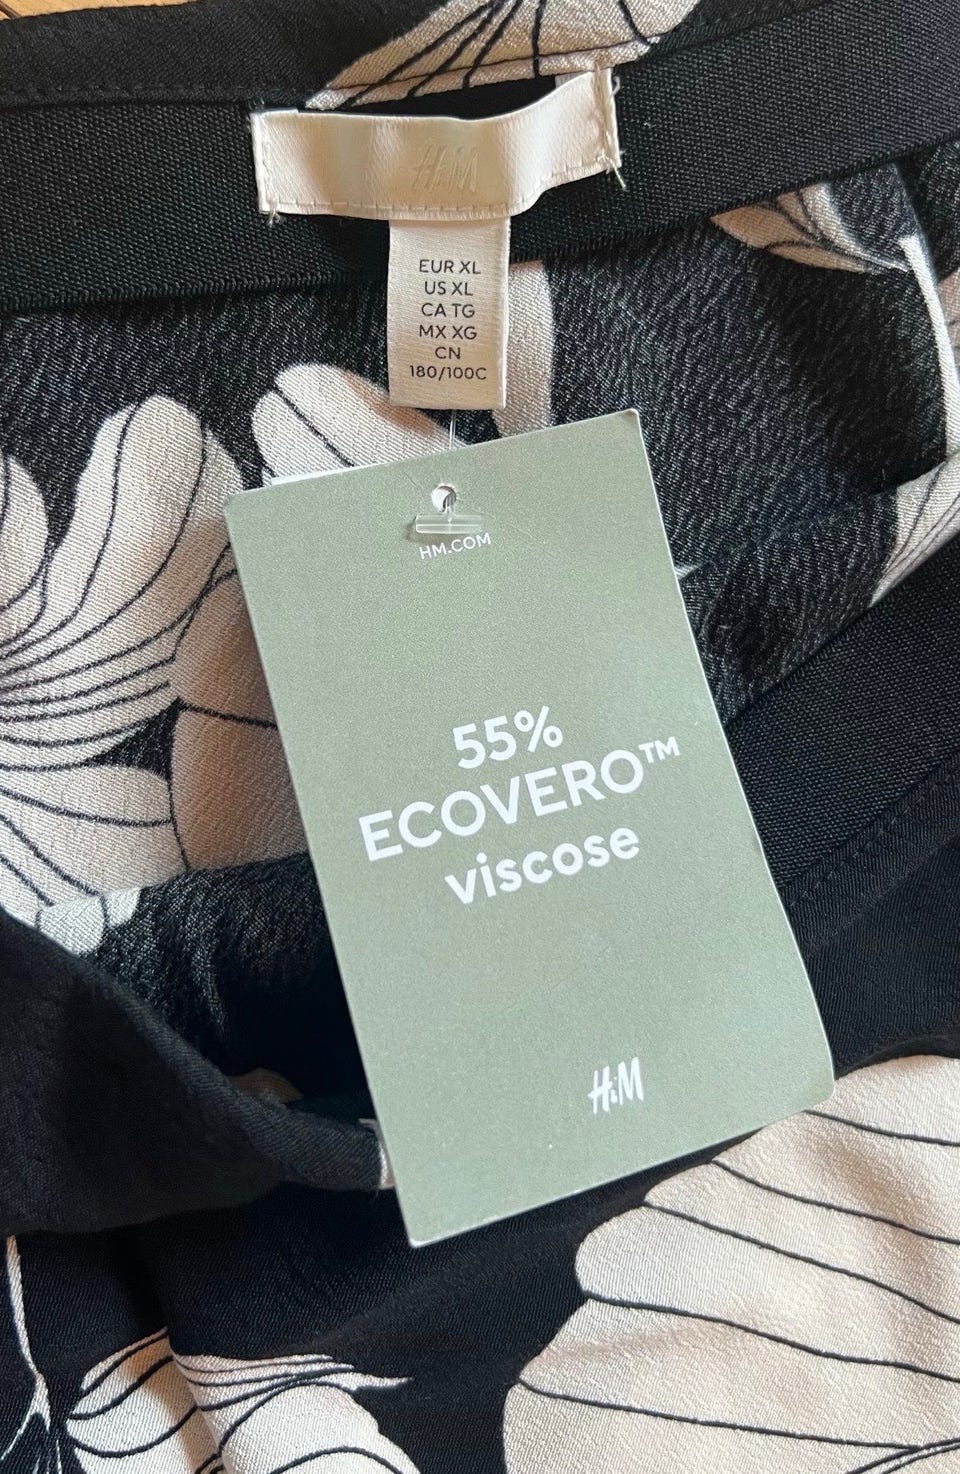 H&M
EUR XL
US XL
CA TG
MX XG
CN
180/100C
HM.COM
55%
ECOVERO™
viscose
H&M